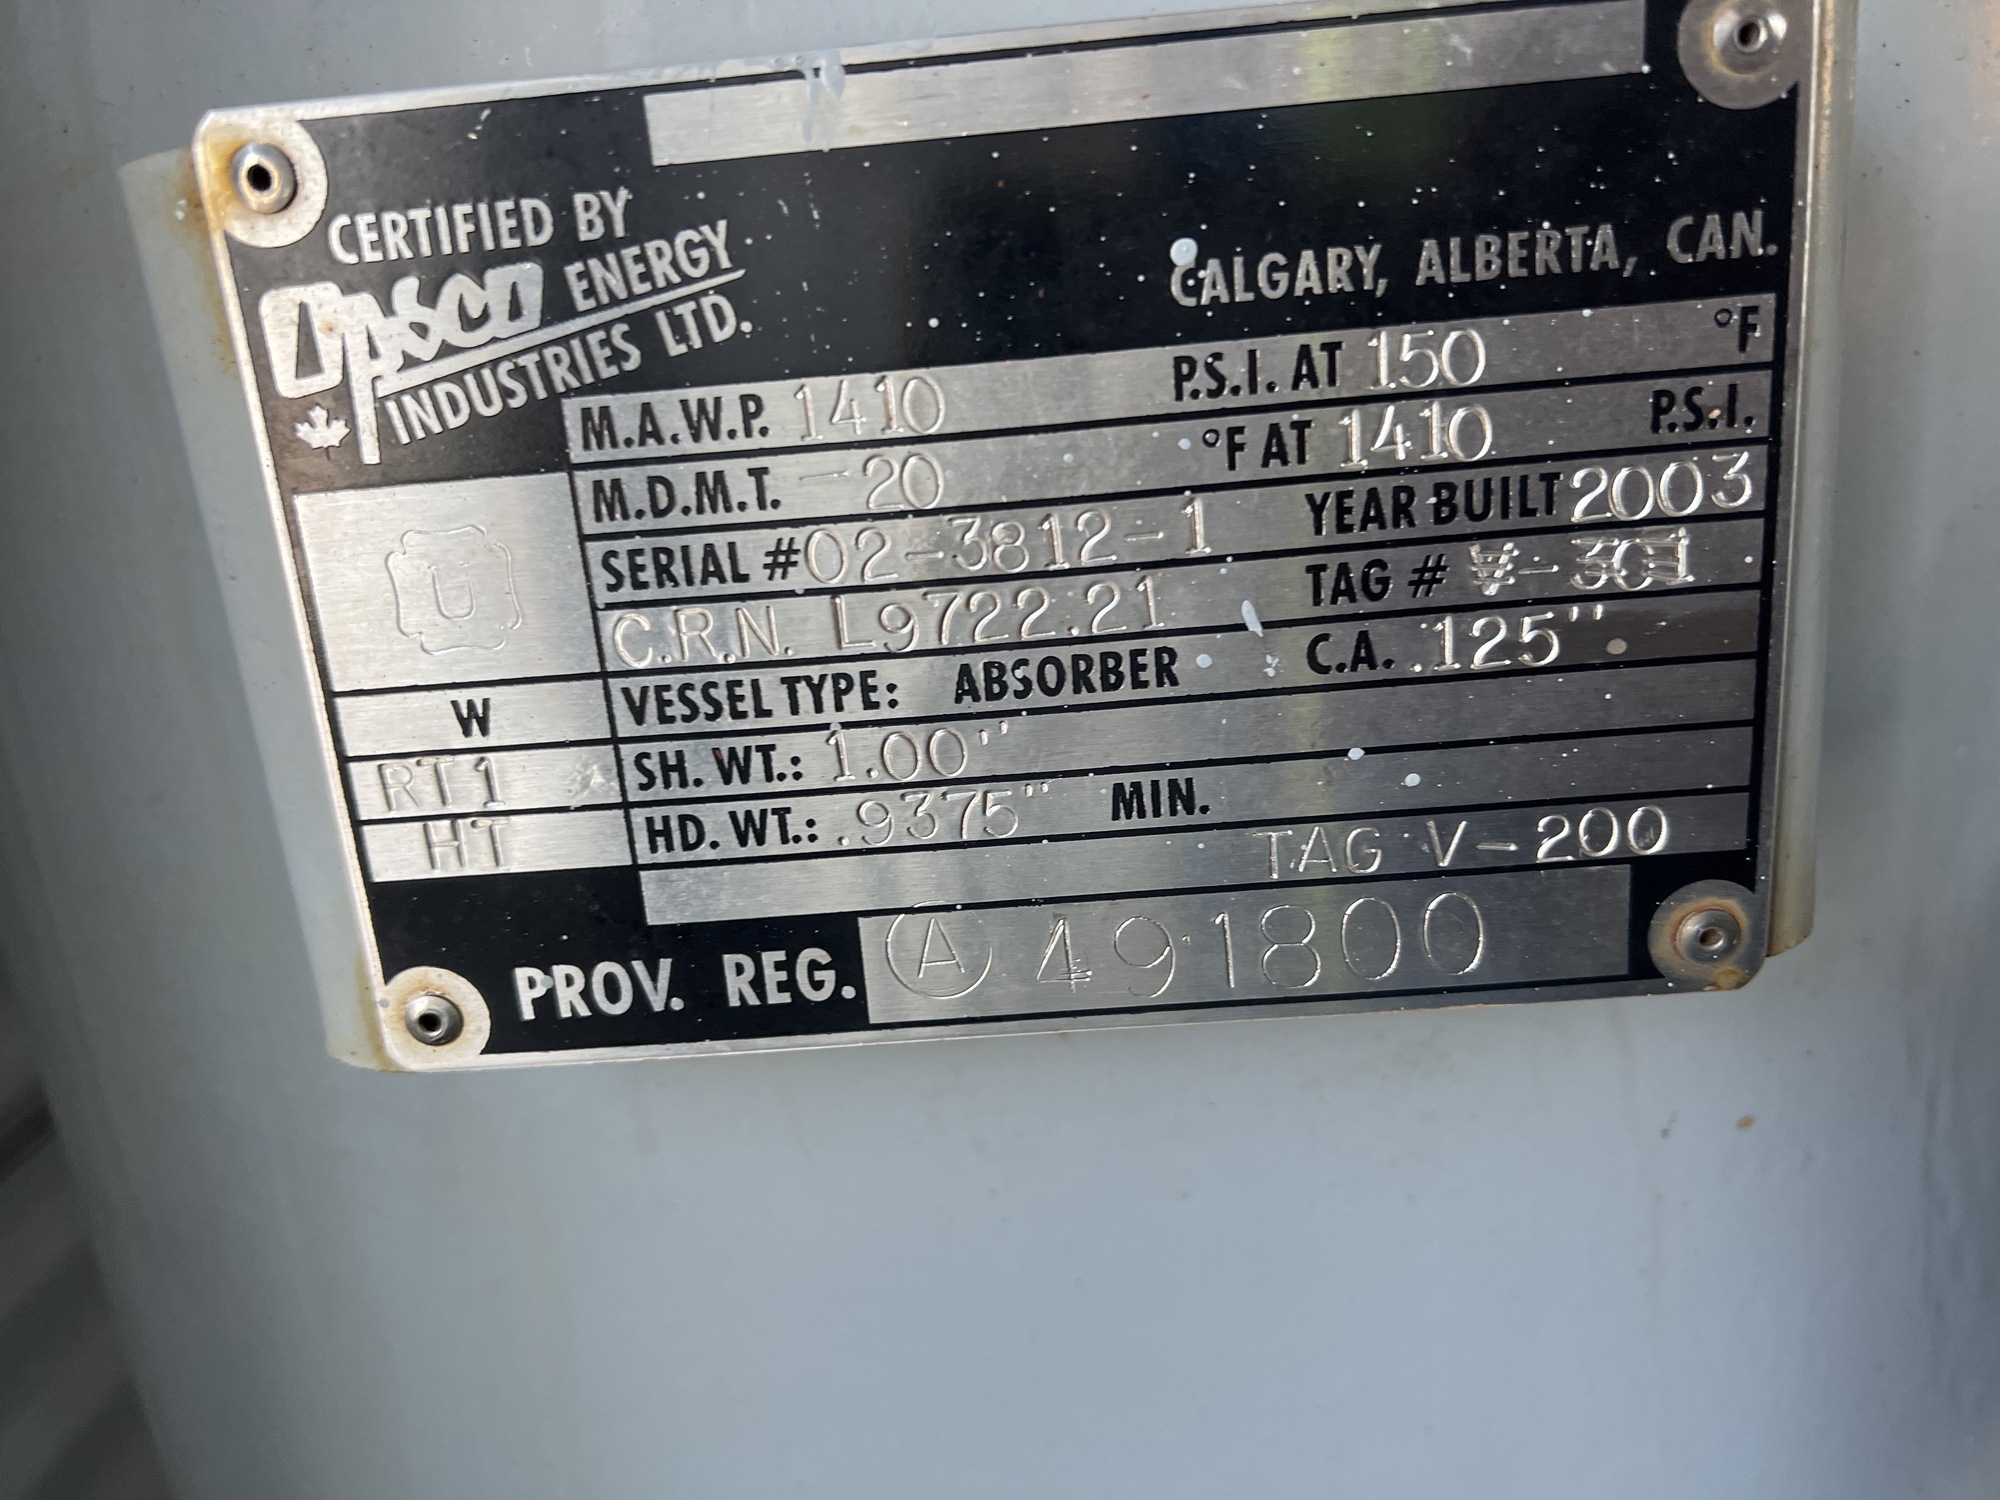 CERTIFIED BY
OPSCO ENERGY
INDUSTRIES LTD.
CALGARY, ALBERTA, CAN.
M.A.W.P. 1410 P.S.I. AT 150 °F
M.D.M.T. -20 °F AT 1410 P.S.I.
SERIAL # 02-3812-1 YEAR BUILT 2003
C.R.N. L9722.21 TAG # V-301
U
W
VESSEL TYPE: ABSORBER C.A. .125"
RT1
SH. WT.: 1.00"
HT
HD. WT.: .9375" MIN.
TAG V-200
PROV. REG. A 491800